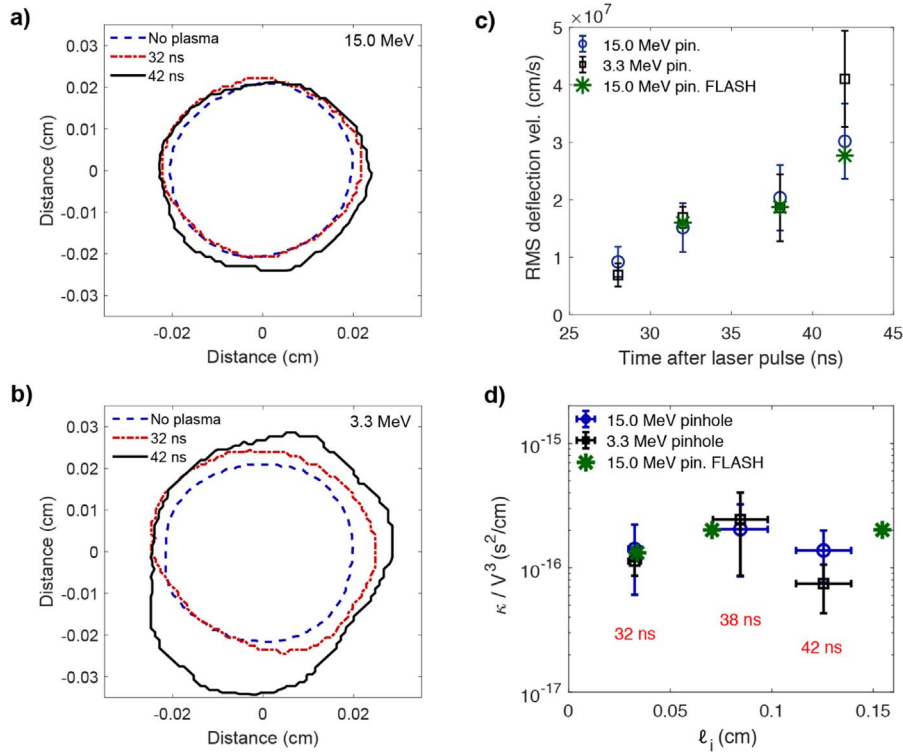 a)
No plasma
32 ns
42 ns
15.0 MeV
0.03
0.02
0.01
0
-0.01
-0.02
-0.03
Distance (cm)
-0.02
0
0.02
Distance (cm)
b)
No plasma
32 ns
42 ns
3.3 MeV
0.03
0.02
0.01
0
-0.01
-0.02
-0.03
Distance (cm)
-0.02
0
0.02
Distance (cm)
c)
×10⁷
15.0 MeV pin.
3.3 MeV pin.
15.0 MeV pin. FLASH
5
4
3
2
1
0
RMS deflection vel. (cm/s)
25
30
35
40
45
Time after laser pulse (ns)
d)
15.0 MeV pinhole
3.3 MeV pinhole
15.0 MeV pin. FLASH
10⁻¹⁵
10⁻¹⁶
10⁻¹⁷
κ / V³ (s²/cm)
32 ns
38 ns
42 ns
0
0.05
0.1
0.15
ℓᵢ (cm)